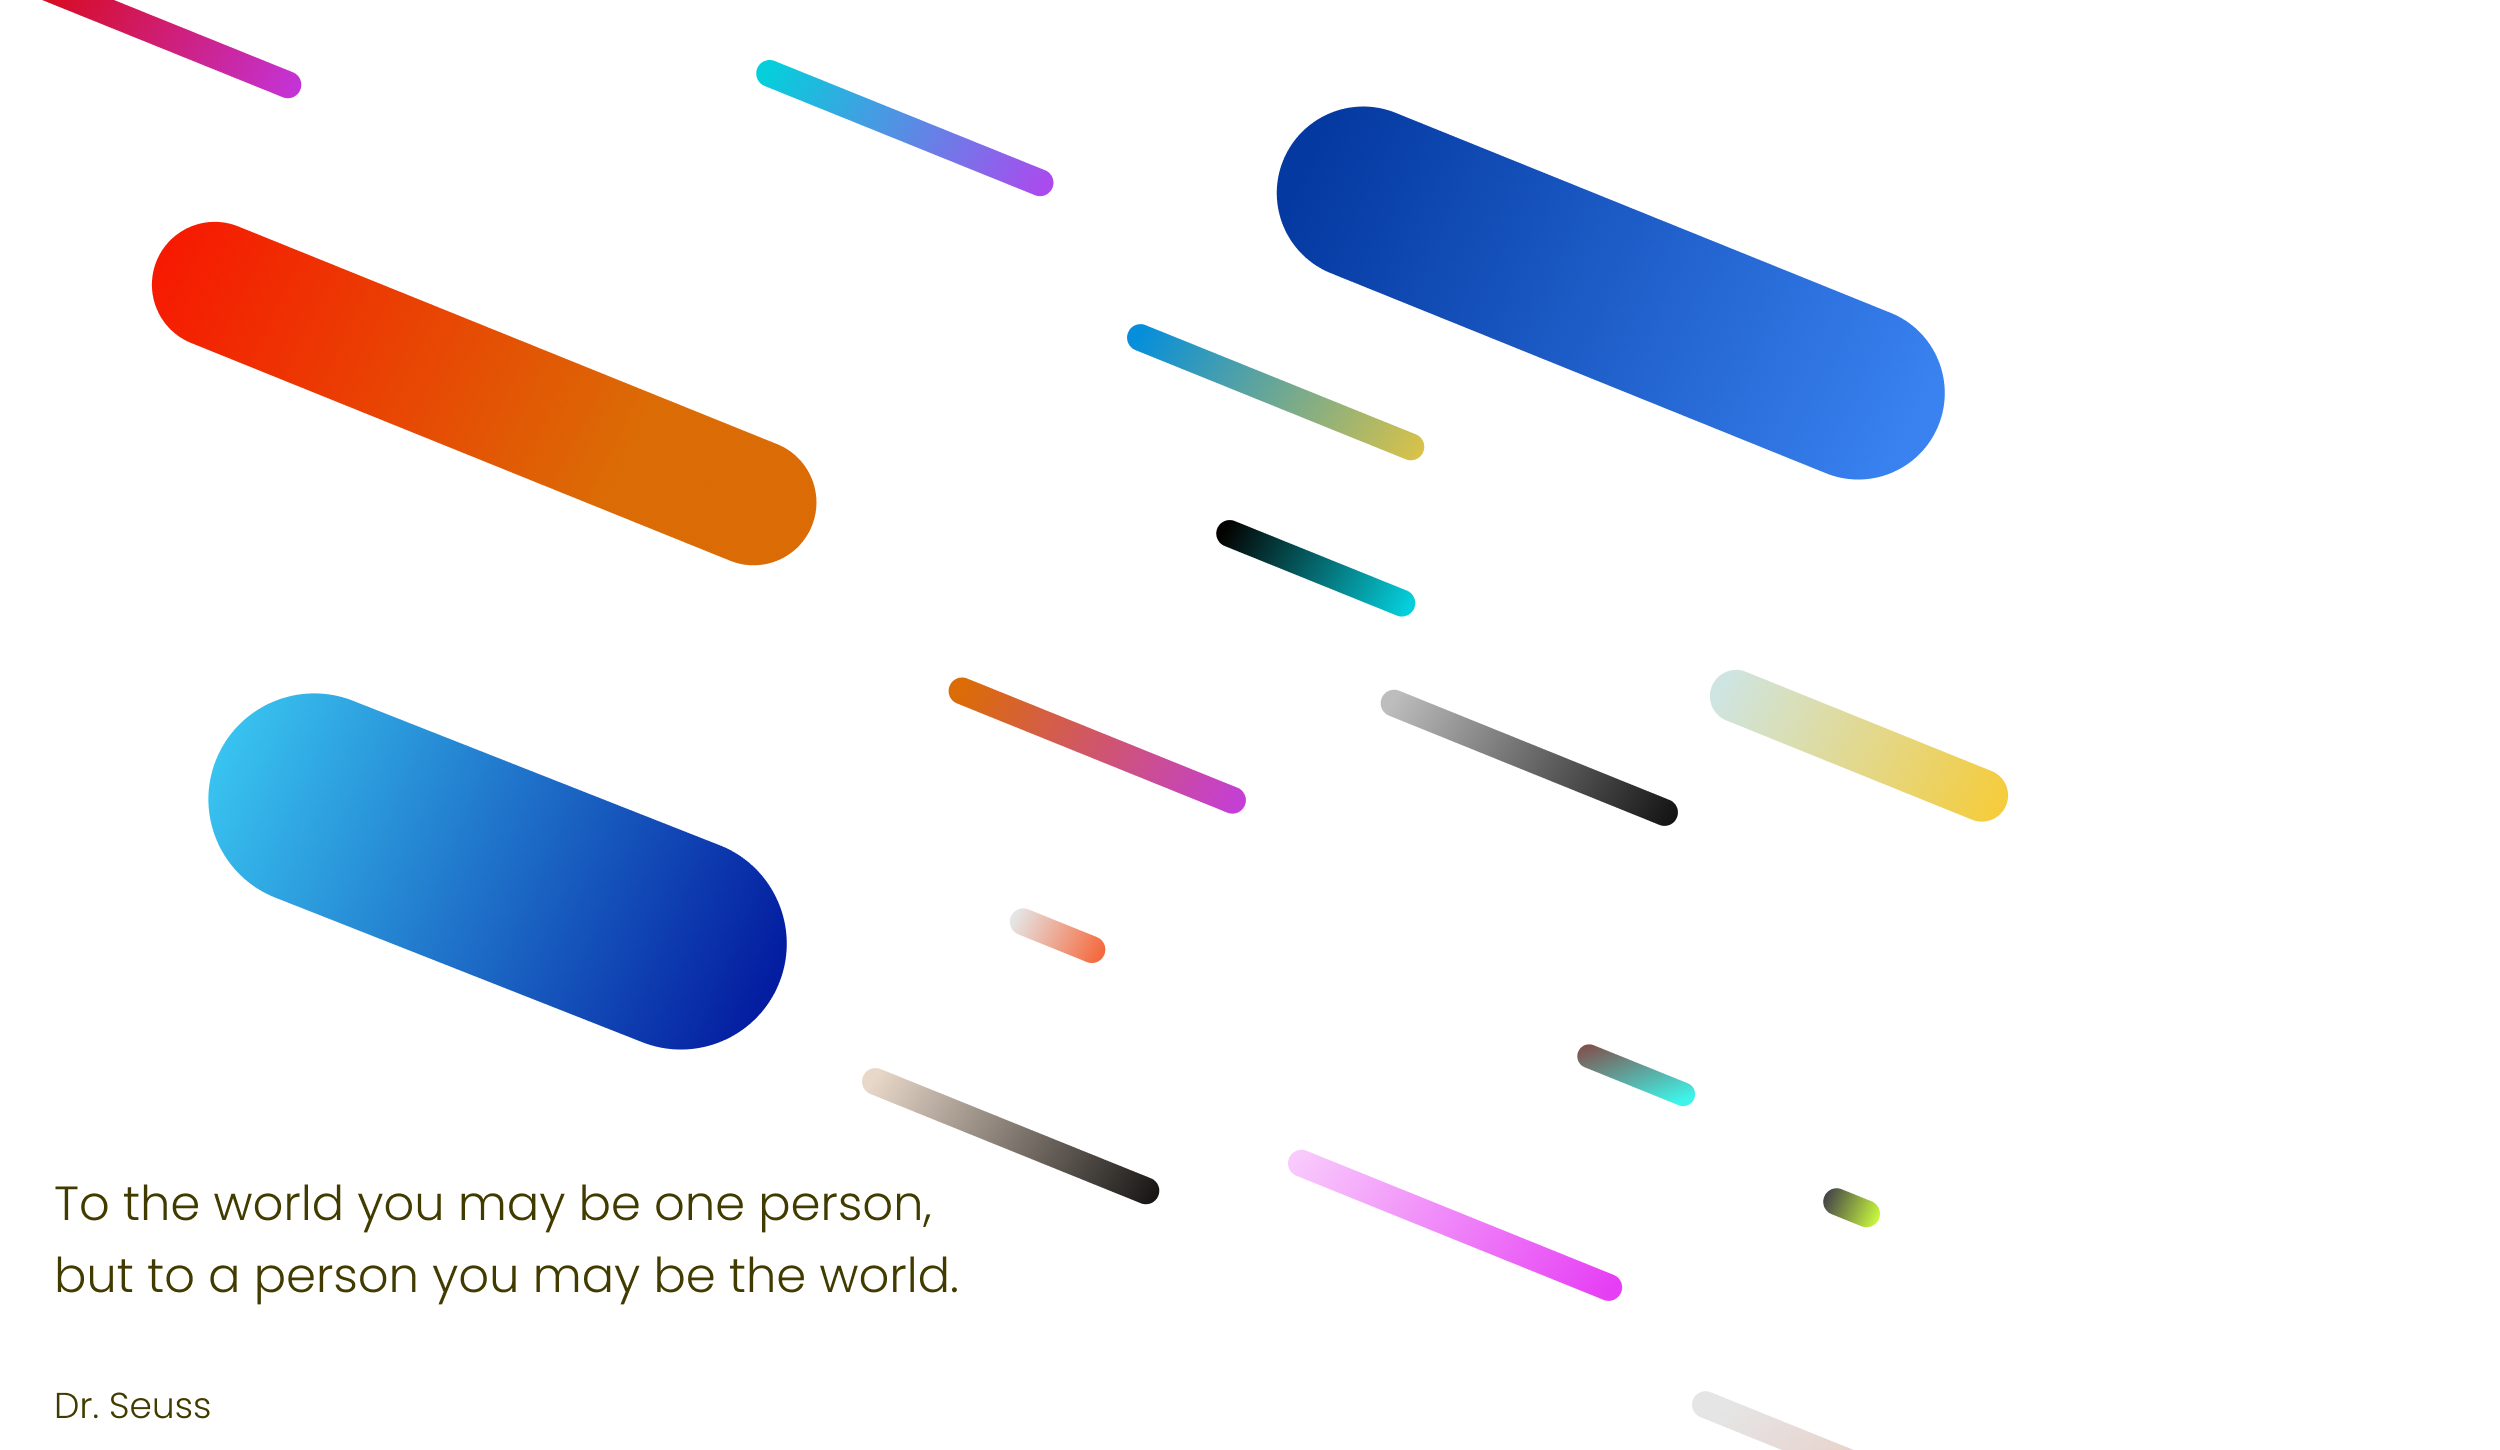 To the world you may be one person,
but to a person you may be the world.
Dr. Seuss